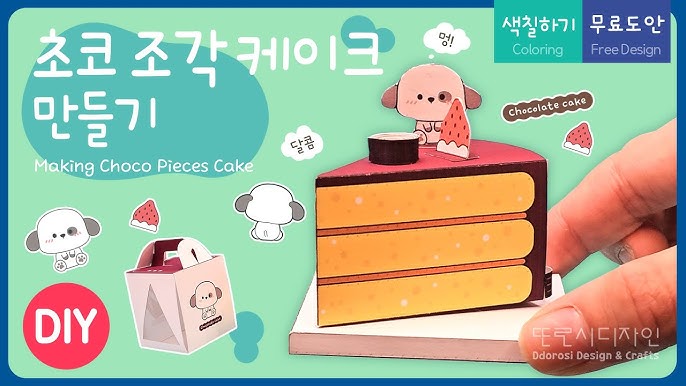 초코 조각 케이크
만들기
Making Choco Pieces Cake
색칠하기
Coloring
무료도안
Free Design
멍!
Chocolate cake
달콤
DIY
또로시디자인
Ddorosi Design & Crafts